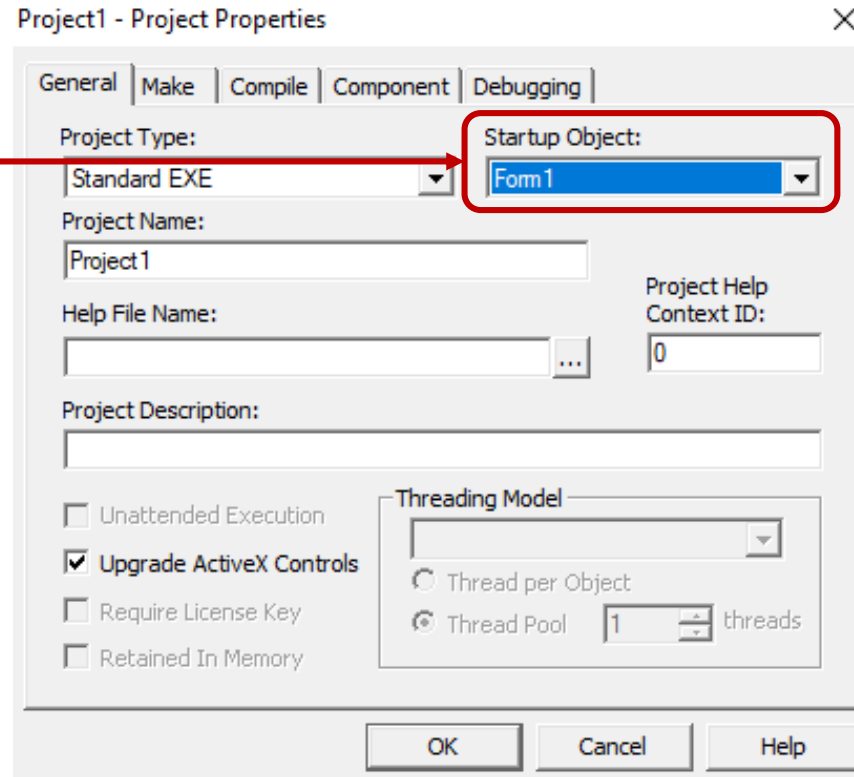 Project1 - Project Properties
General Make Compile Component Debugging
Project Type:
Standard EXE
Startup Object:
Form1
Project Name:
Project1
Help File Name:
...
Project Help
Context ID:
0
Project Description:
Unattended Execution
Upgrade ActiveX Controls
Require License Key
Retained In Memory
Threading Model
Thread per Object
Thread Pool 1 threads
OK Cancel Help